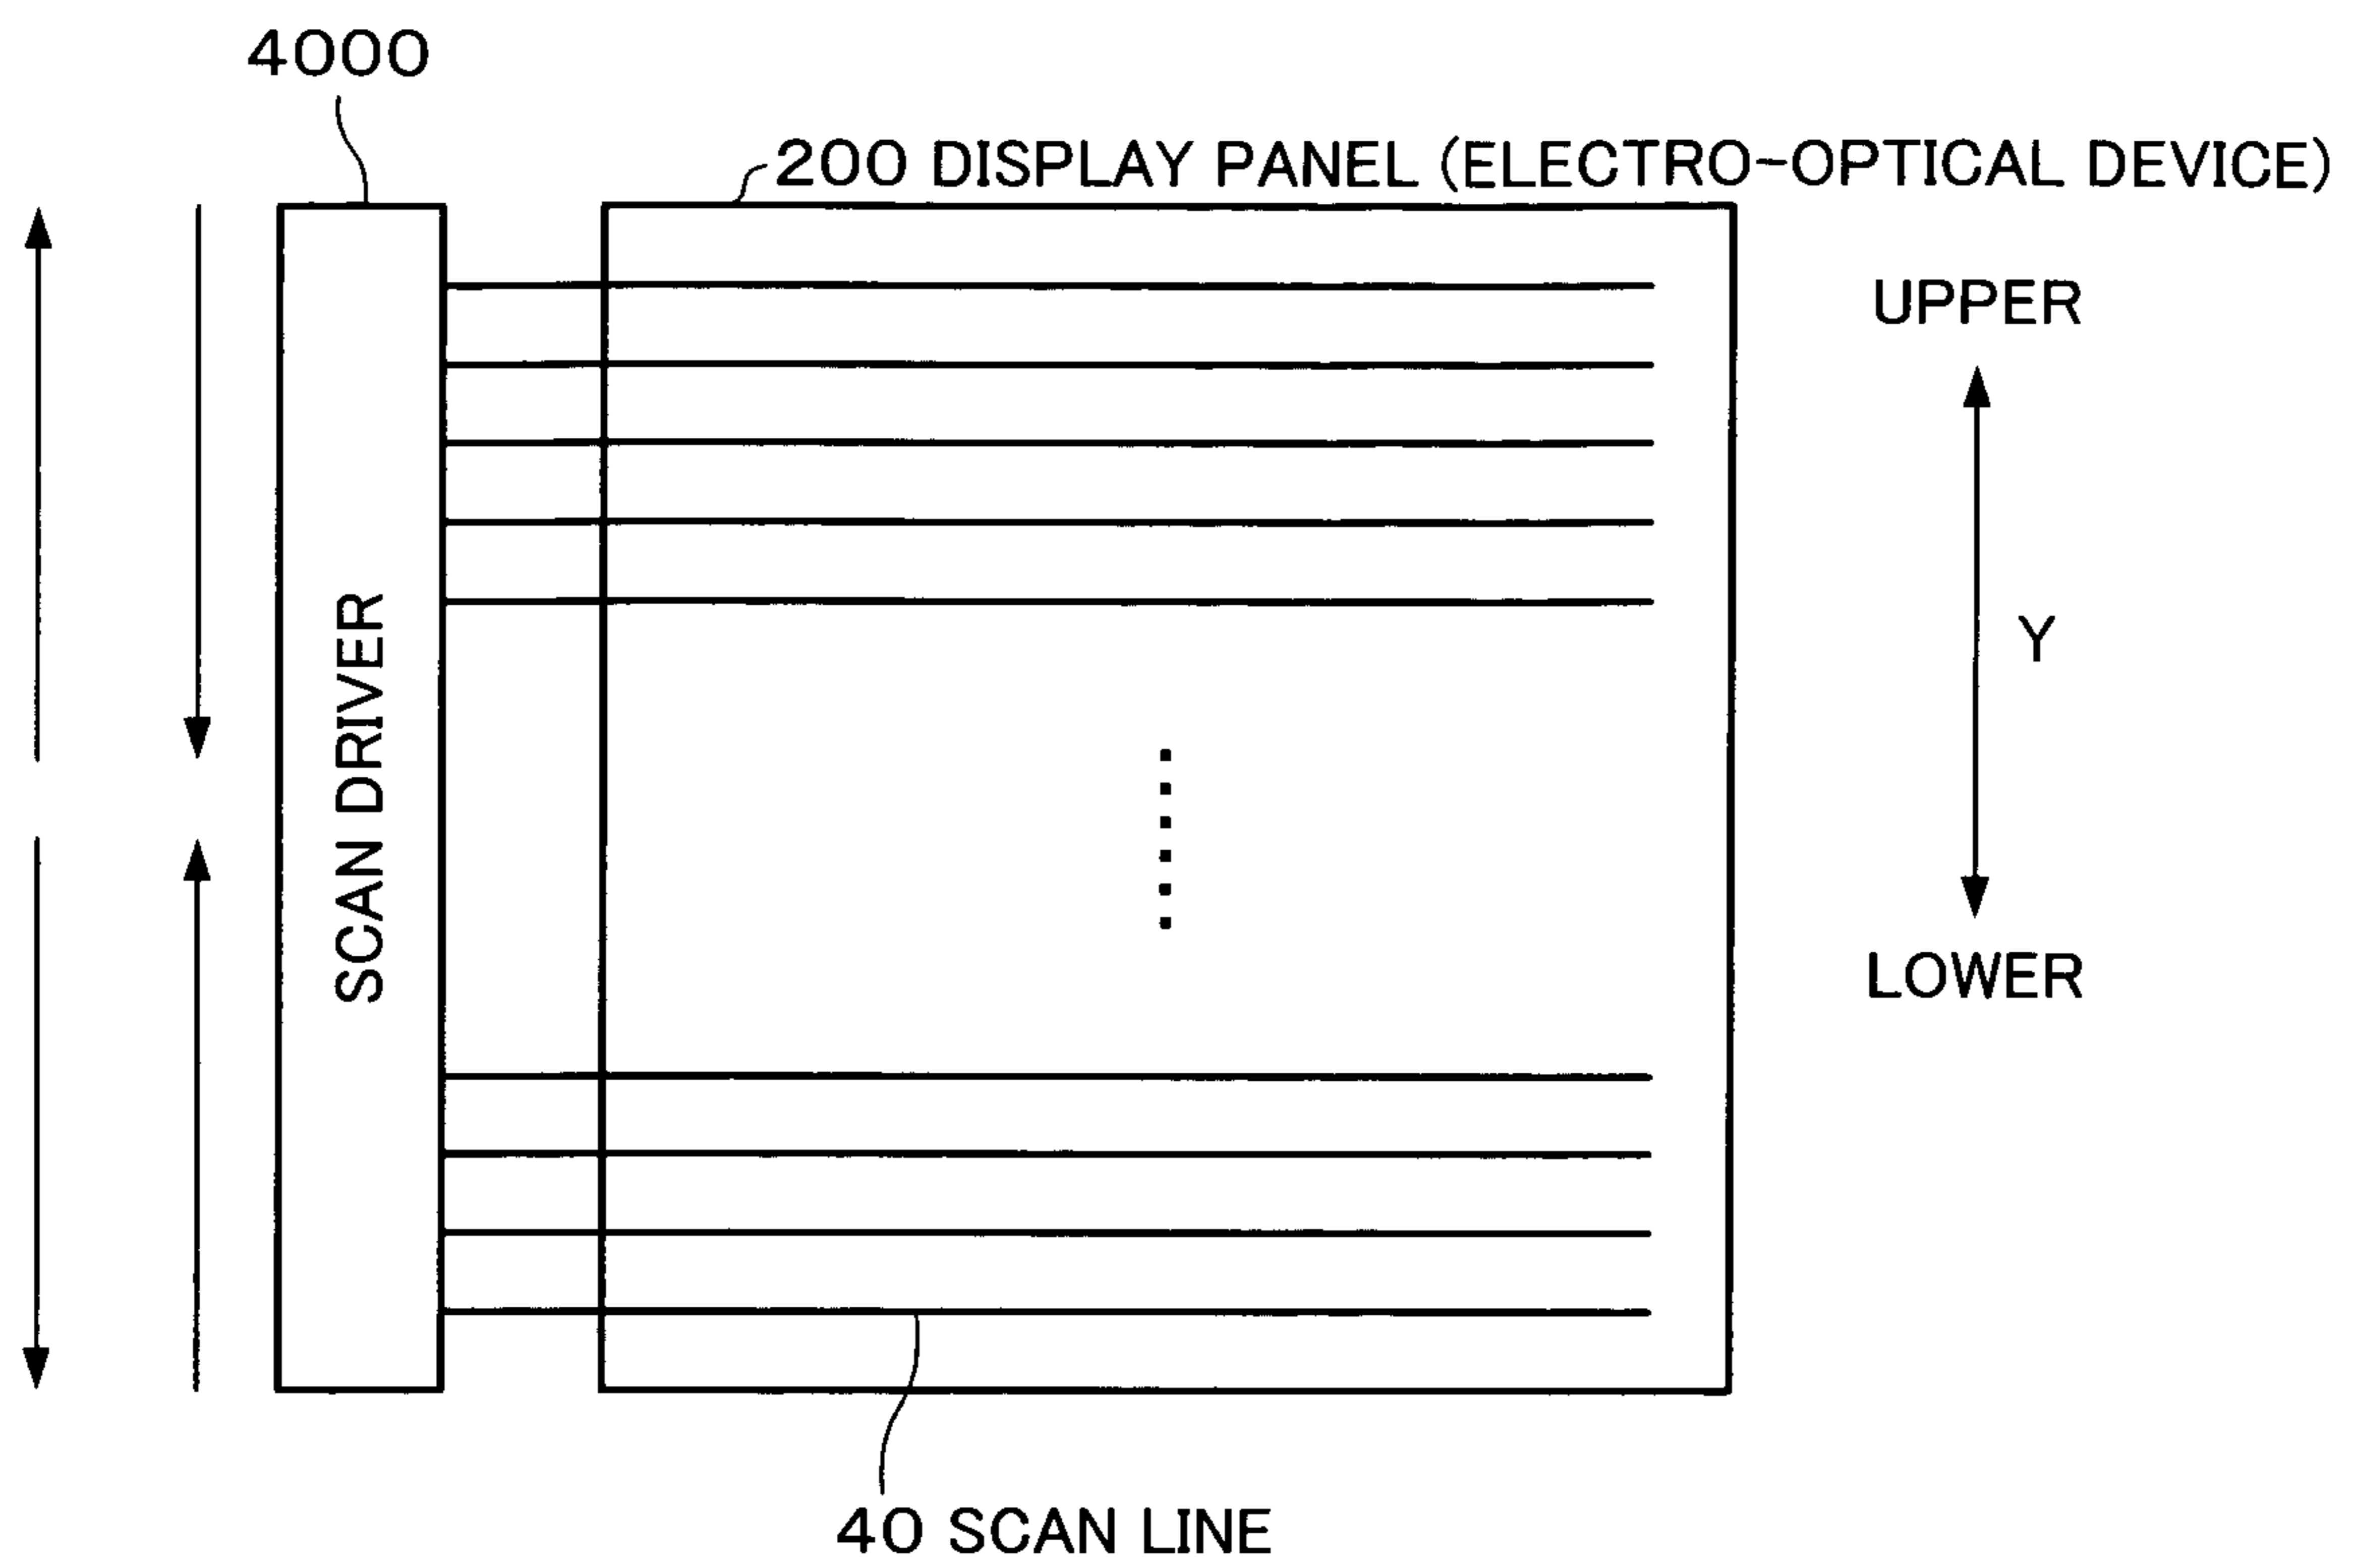 4000
200 DISPLAY PANEL (ELECTRO-OPTICAL DEVICE)
UPPER
SCAN DRIVER
Y
LOWER
40 SCAN LINE